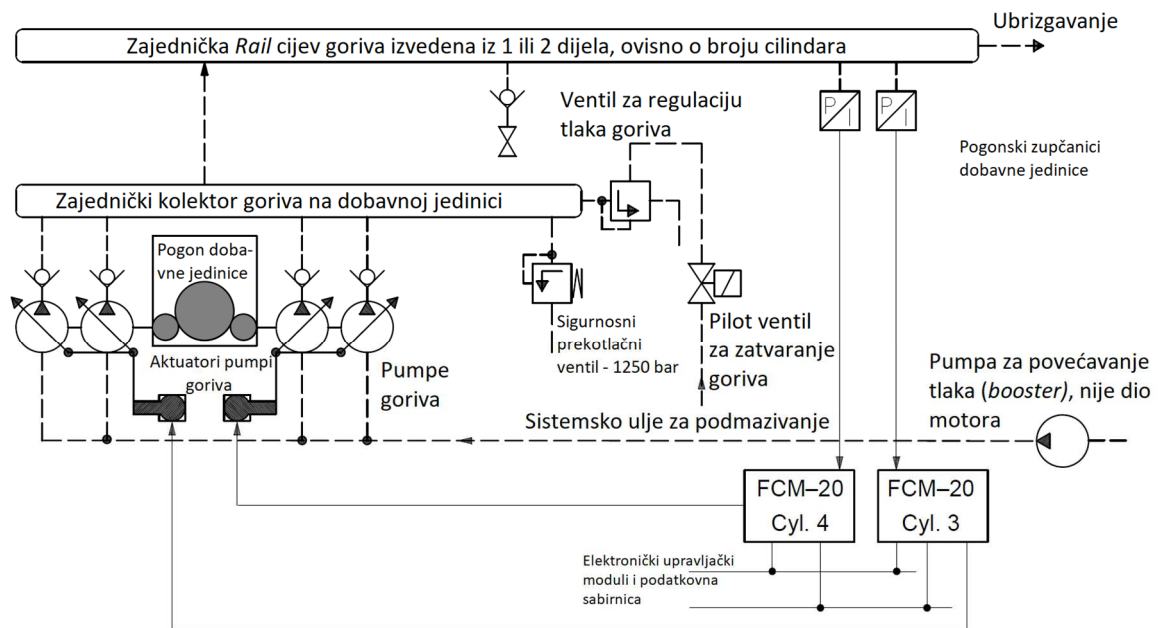 Ubrizgavanje
Zajednička Rail cijev goriva izvedena iz 1 ili 2 dijela, ovisno o broju cilindara
Ventil za regulaciju
tlaka goriva
P
I
P
I
Pogonski zupčanici
dobavne jedinice
Zajednički kolektor goriva na dobavnoj jedinici
Pogon doba-
vne jedinice
Sigurnosni
prekotlačni
ventil - 1250 bar
Pilot ventil
za zatvaranje
goriva
Aktuatori pumpi
goriva
Pumpe
goriva
Pumpa za povećavanje
tlaka (booster), nije dio
motora
Sistemsko ulje za podmazivanje
FCM–20
Cyl. 4
FCM–20
Cyl. 3
Elektronički upravljački
moduli i podatkovna
sabirnica